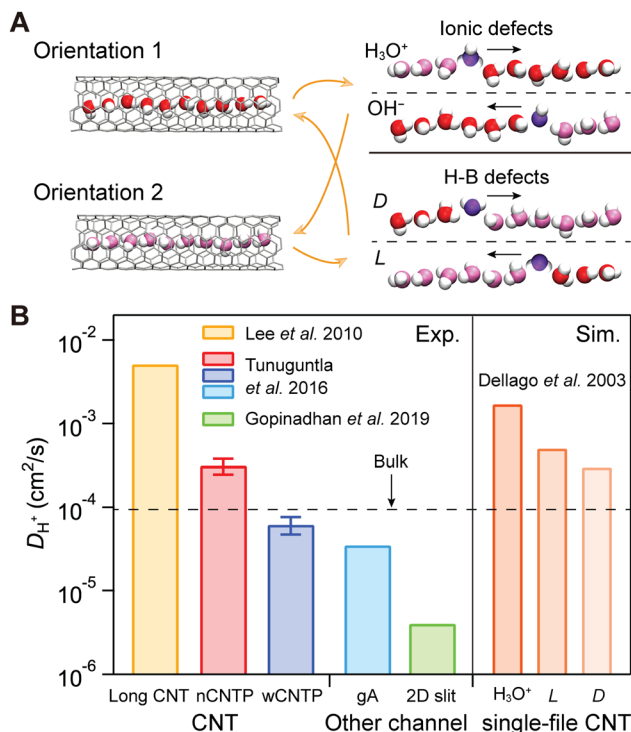 A
Orientation 1
Orientation 2
Ionic defects
H₃O⁺
OH⁻
H-B defects
D
L
B
Lee et al. 2010
Tunuguntla
et al. 2016
Gopinadhan et al. 2019
Exp.
Sim.
Dellago et al. 2003
Bulk
D_H⁺ (cm²/s)
10⁻²
10⁻³
10⁻⁴
10⁻⁵
10⁻⁶
Long CNT nCNTP wCNTP gA 2D slit H₃O⁺ L D
CNT Other channel single-file CNT